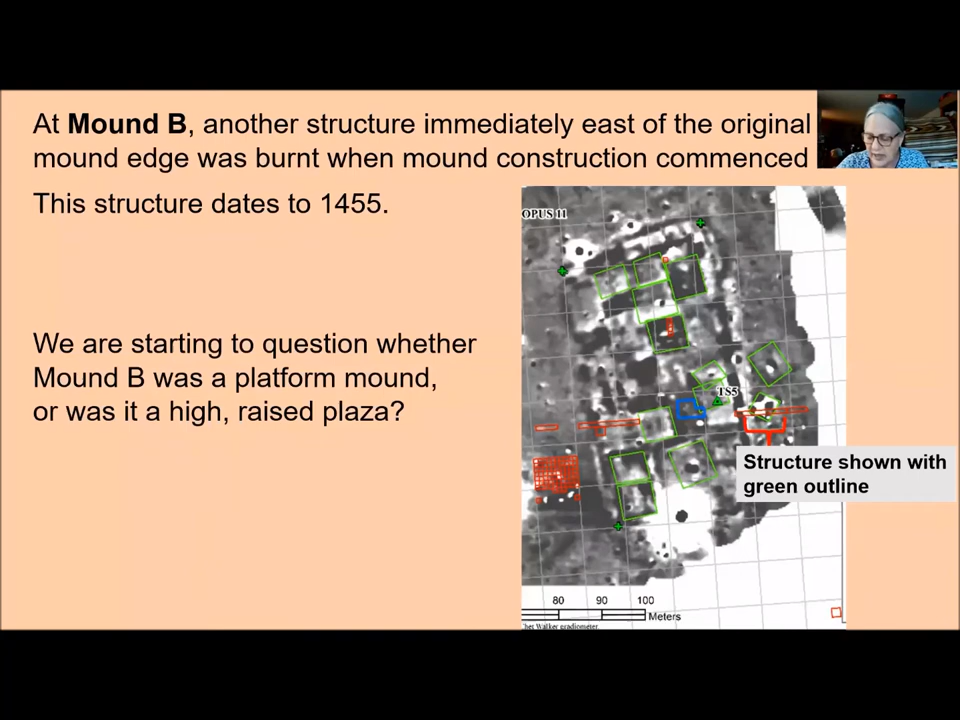 At Mound B, another structure immediately east of the original
mound edge was burnt when mound construction commenced
This structure dates to 1455.
OPUS 11
We are starting to question whether
Mound B was a platform mound,
or was it a high, raised plaza?
TS5
Structure shown with
green outline
80 90 100
Meters
Chet Walker gradiometer.